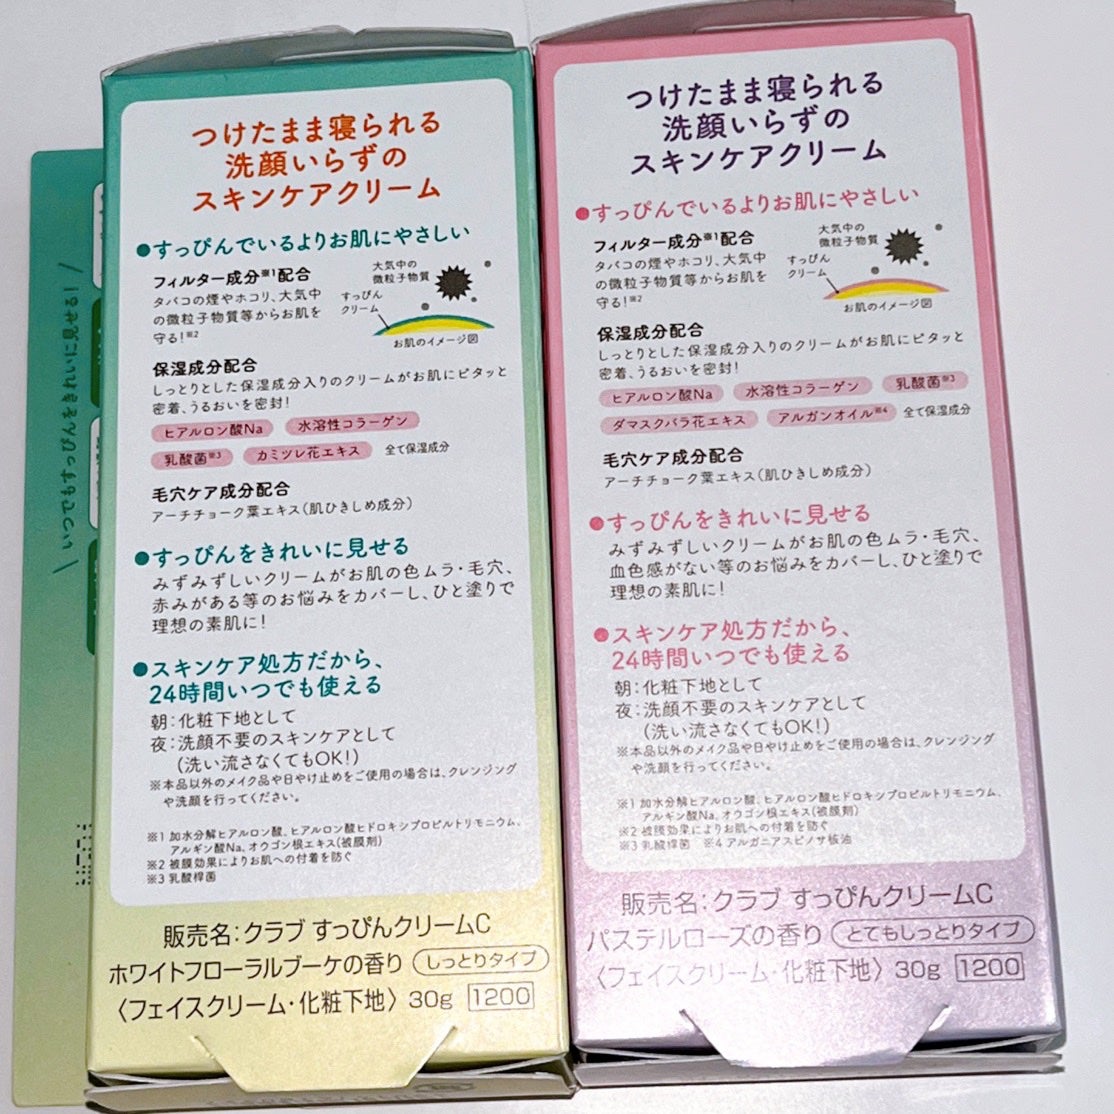 つけたまま寝られる
洗顔いらずの
スキンケアクリーム
●すっぴんでいるよりお肌にやさしい
フィルター成分※1配合
タバコの煙やホコリ、大気中
の微粒子物質等からお肌を
守る!※2
大気中の
微粒子物質
すっぴん
クリーム
お肌のイメージ図
保湿成分配合
しっとりとした保湿成分入りのクリームがお肌にピタッと
密着、うるおいを密封!
ヒアルロン酸Na 水溶性コラーゲン
乳酸菌※3 カミツレ花エキス 全て保湿成分
毛穴ケア成分配合
アーチチョーク葉エキス(肌ひきしめ成分)
●すっぴんをきれいに見せる
みずみずしいクリームがお肌の色ムラ・毛穴、
赤みがある等のお悩みをカバーし、ひと塗りで
理想の素肌に!
●スキンケア処方だから、
24時間いつでも使える
朝:化粧下地として
夜:洗顔不要のスキンケアとして
(洗い流さなくてもOK!)
※本品以外のメイク品や日やけ止めをご使用の場合は、クレンジング
や洗顔を行ってください。
※1 加水分解ヒアルロン酸、ヒアルロン酸ヒドロキシプロピルトリモニウム、
アルギン酸Na、オウゴン根エキス(被膜剤)
※2 被膜効果によりお肌への付着を防ぐ
※3 乳酸桿菌
販売名:クラブ すっぴんクリームC
ホワイトフローラルブーケの香り しっとりタイプ
〈フェイスクリーム・化粧下地〉 30g 1200
つけたまま寝られる
洗顔いらずの
スキンケアクリーム
●すっぴんでいるよりお肌にやさしい
フィルター成分※1配合
タバコの煙やホコリ、大気中
の微粒子物質等からお肌を
守る!※2
大気中の
微粒子物質
すっぴん
クリーム
お肌のイメージ図
保湿成分配合
しっとりとした保湿成分入りのクリームがお肌にピタッと
密着、うるおいを密封!
ヒアルロン酸Na 水溶性コラーゲン 乳酸菌※3
ダマスクバラ花エキス アルガンオイル※4 全て保湿成分
毛穴ケア成分配合
アーチチョーク葉エキス(肌ひきしめ成分)
●すっぴんをきれいに見せる
みずみずしいクリームがお肌の色ムラ・毛穴、
血色感がない等のお悩みをカバーし、ひと塗りで
理想の素肌に!
●スキンケア処方だから、
24時間いつでも使える
朝:化粧下地として
夜:洗顔不要のスキンケアとして
(洗い流さなくてもOK!)
※本品以外のメイク品や日やけ止めをご使用の場合は、クレンジング
や洗顔を行ってください。
※1 加水分解ヒアルロン酸、ヒアルロン酸ヒドロキシプロピルトリモニウム、
アルギン酸Na、オウゴン根エキス(被膜剤)
※2 被膜効果によりお肌への付着を防ぐ
※3 乳酸桿菌 ※4 アルガニアスピノサ核油
販売名:クラブ すっぴんクリームC
パステルローズの香り とてもしっとりタイプ
〈フェイスクリーム・化粧下地〉 30g 1200